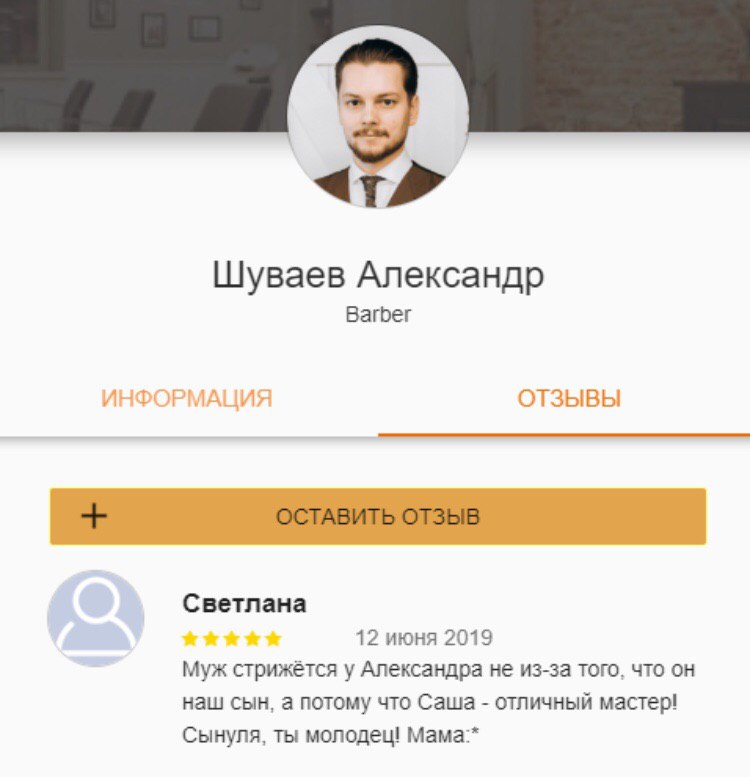 Шуваев Александр
Barber
ИНФОРМАЦИЯ
ОТЗЫВЫ
+ ОСТАВИТЬ ОТЗЫВ
Светлана
12 июня 2019
Муж стрижётся у Александра не из-за того, что он
наш сын, а потому что Саша - отличный мастер!
Сынуля, ты молодец! Мама:*